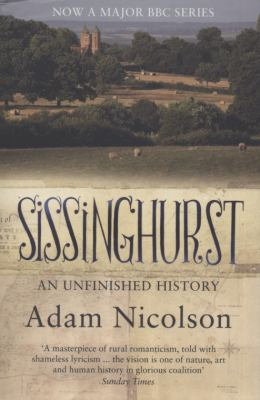 NOW A MAJOR BBC SERIES
SiSSiNGHURST
AN UNFINISHED HISTORY
Adam Nicolson
“A masterpiece of rural romanticism, told with
shameless lyricism ... the vision is one of nature, art
and human history in glorious coalition’
Sunday Times